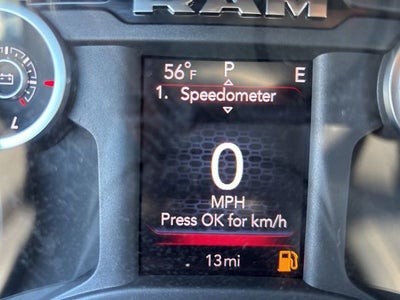 RAM
56°F P E
1. Speedometer
0
MPH
Press OK for km/h
13mi